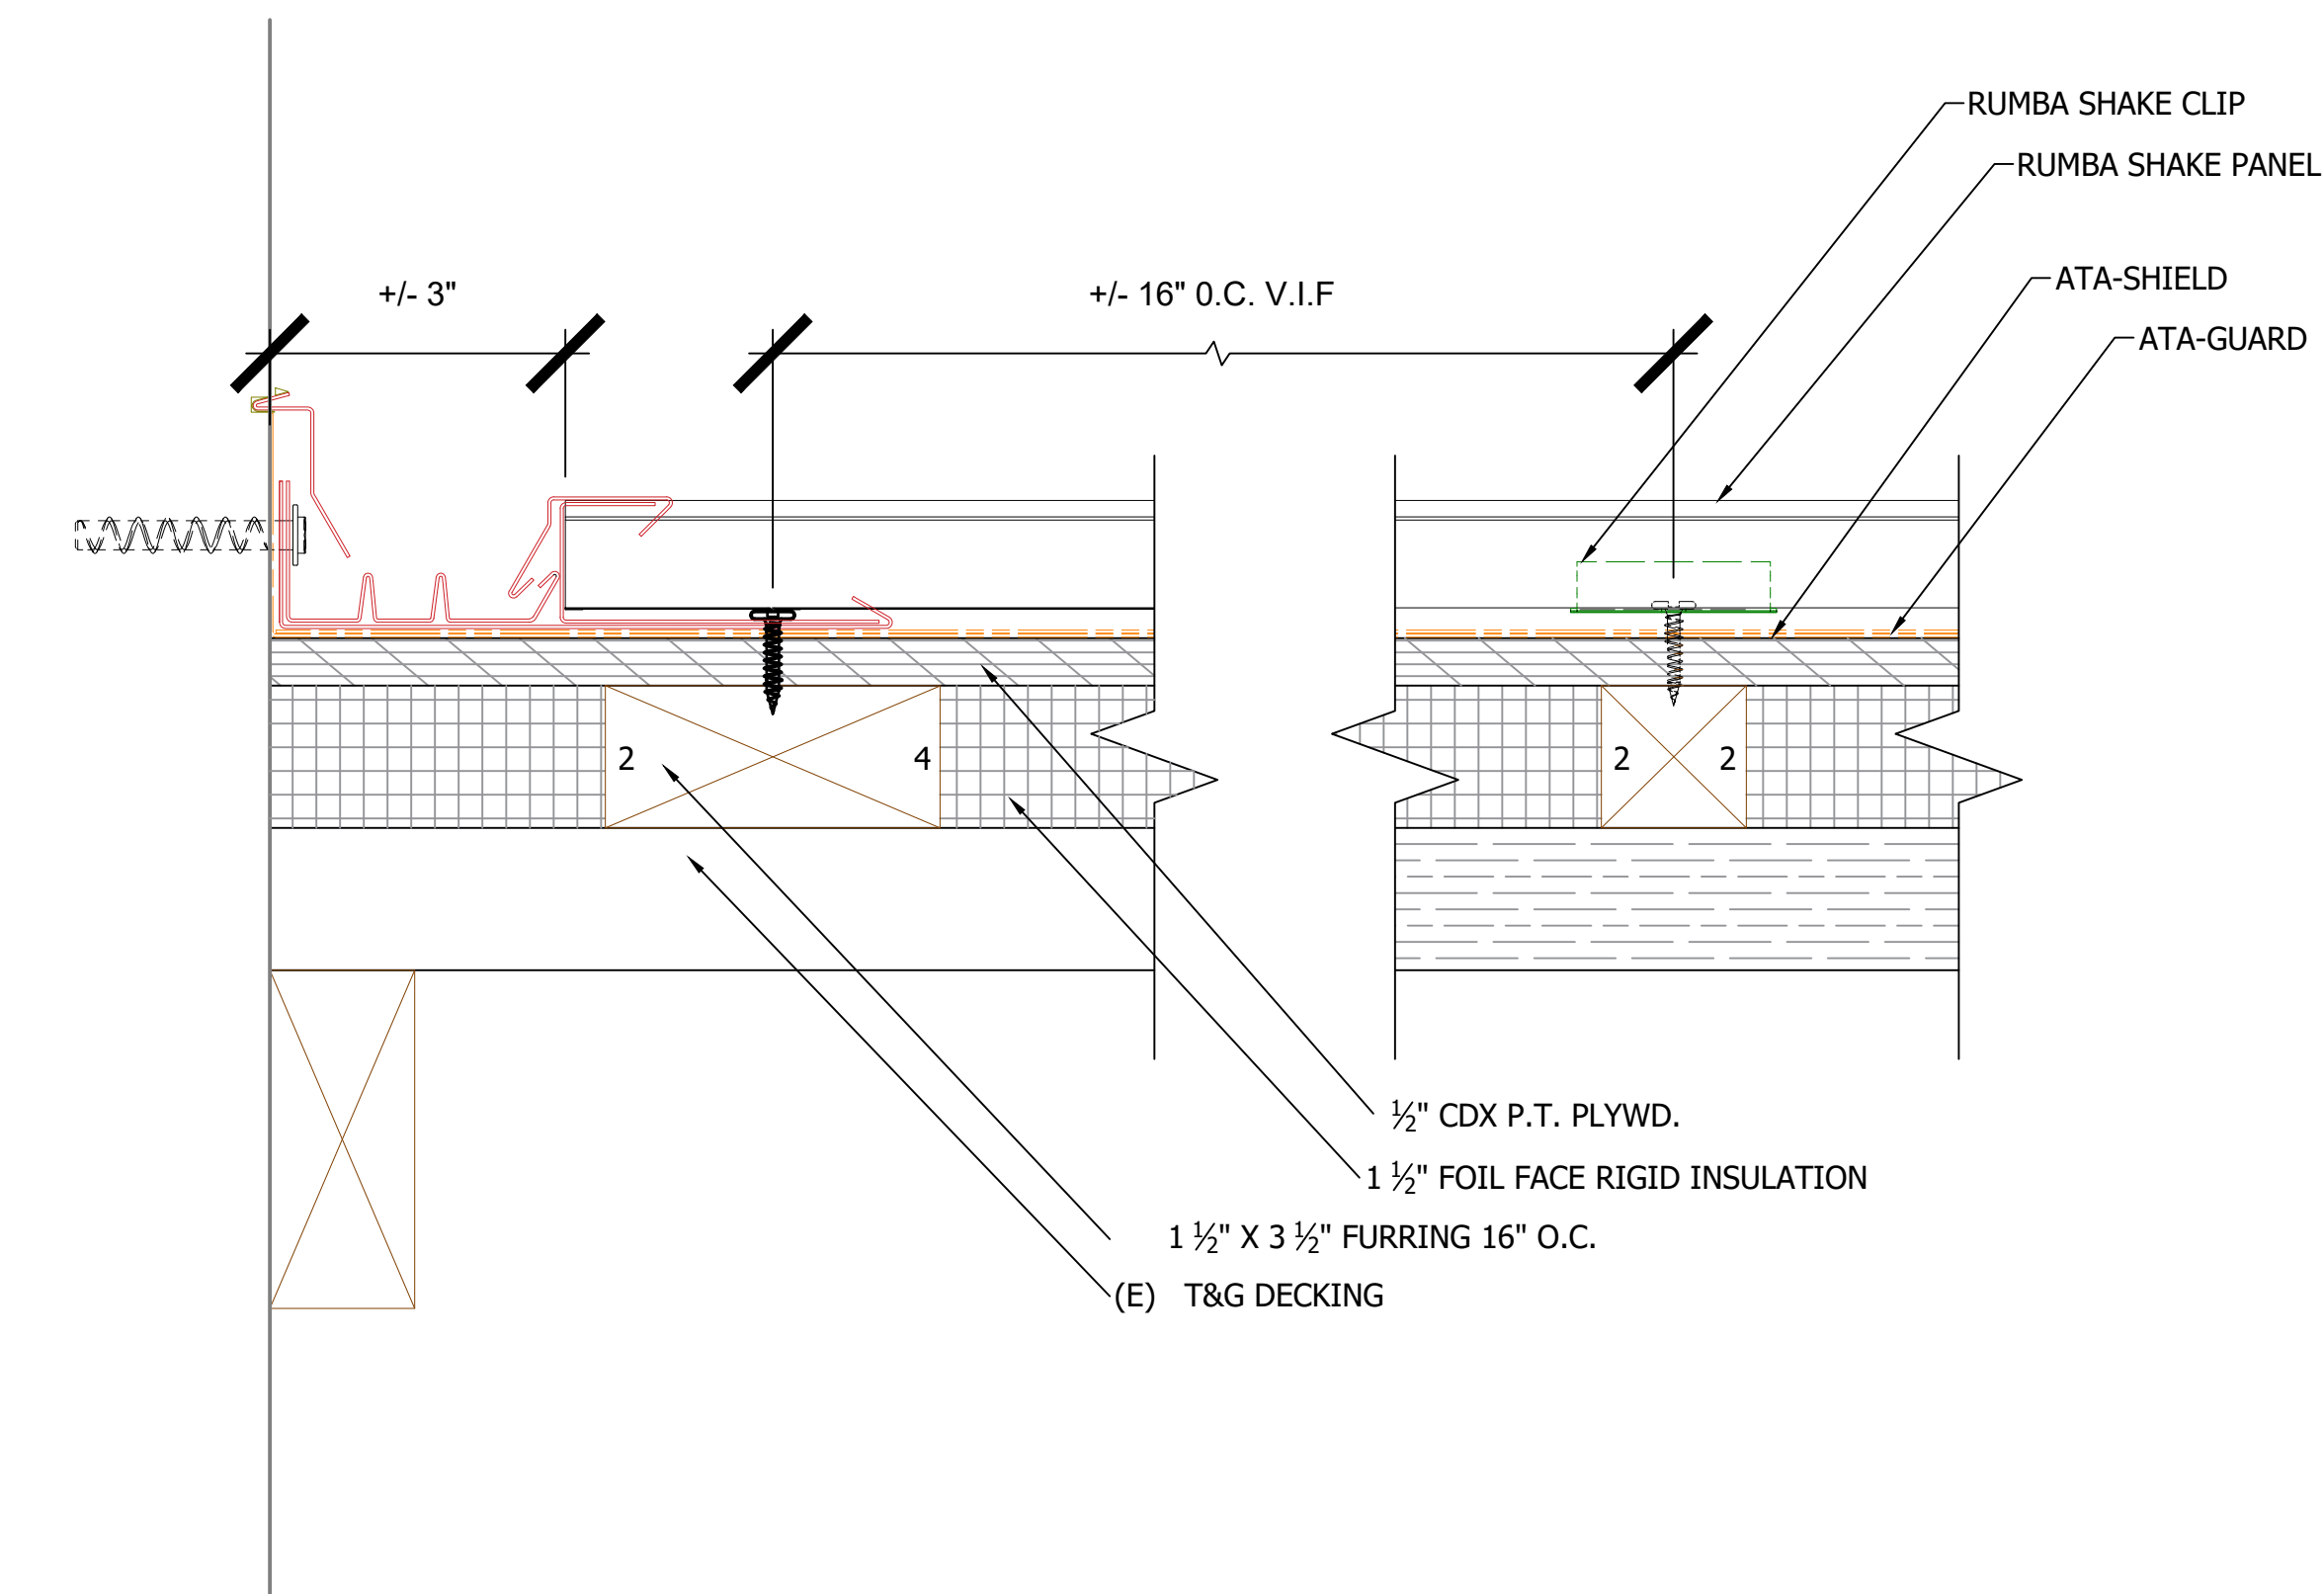 RUMBA SHAKE CLIP
RUMBA SHAKE PANEL
ATA-SHIELD
+/- 3"
+/- 16" 0.C. V.I.F
ATA-GUARD
2 4 2 2
½" CDX P.T. PLYWD.
1 ½" FOIL FACE RIGID INSULATION
1 ½" X 3 ½" FURRING 16" O.C.
(E) T&G DECKING